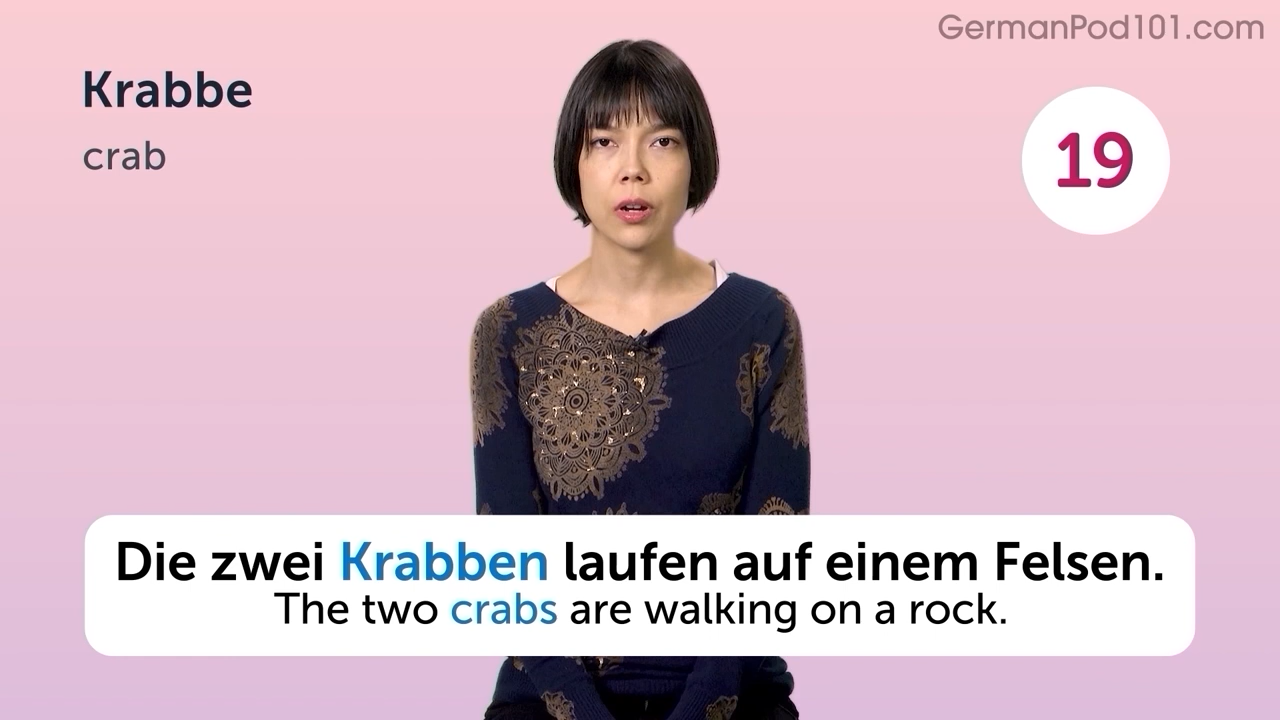 GermanPod101.com
Krabbe
crab
19
Die zwei Krabben laufen auf einem Felsen.
The two crabs are walking on a rock.